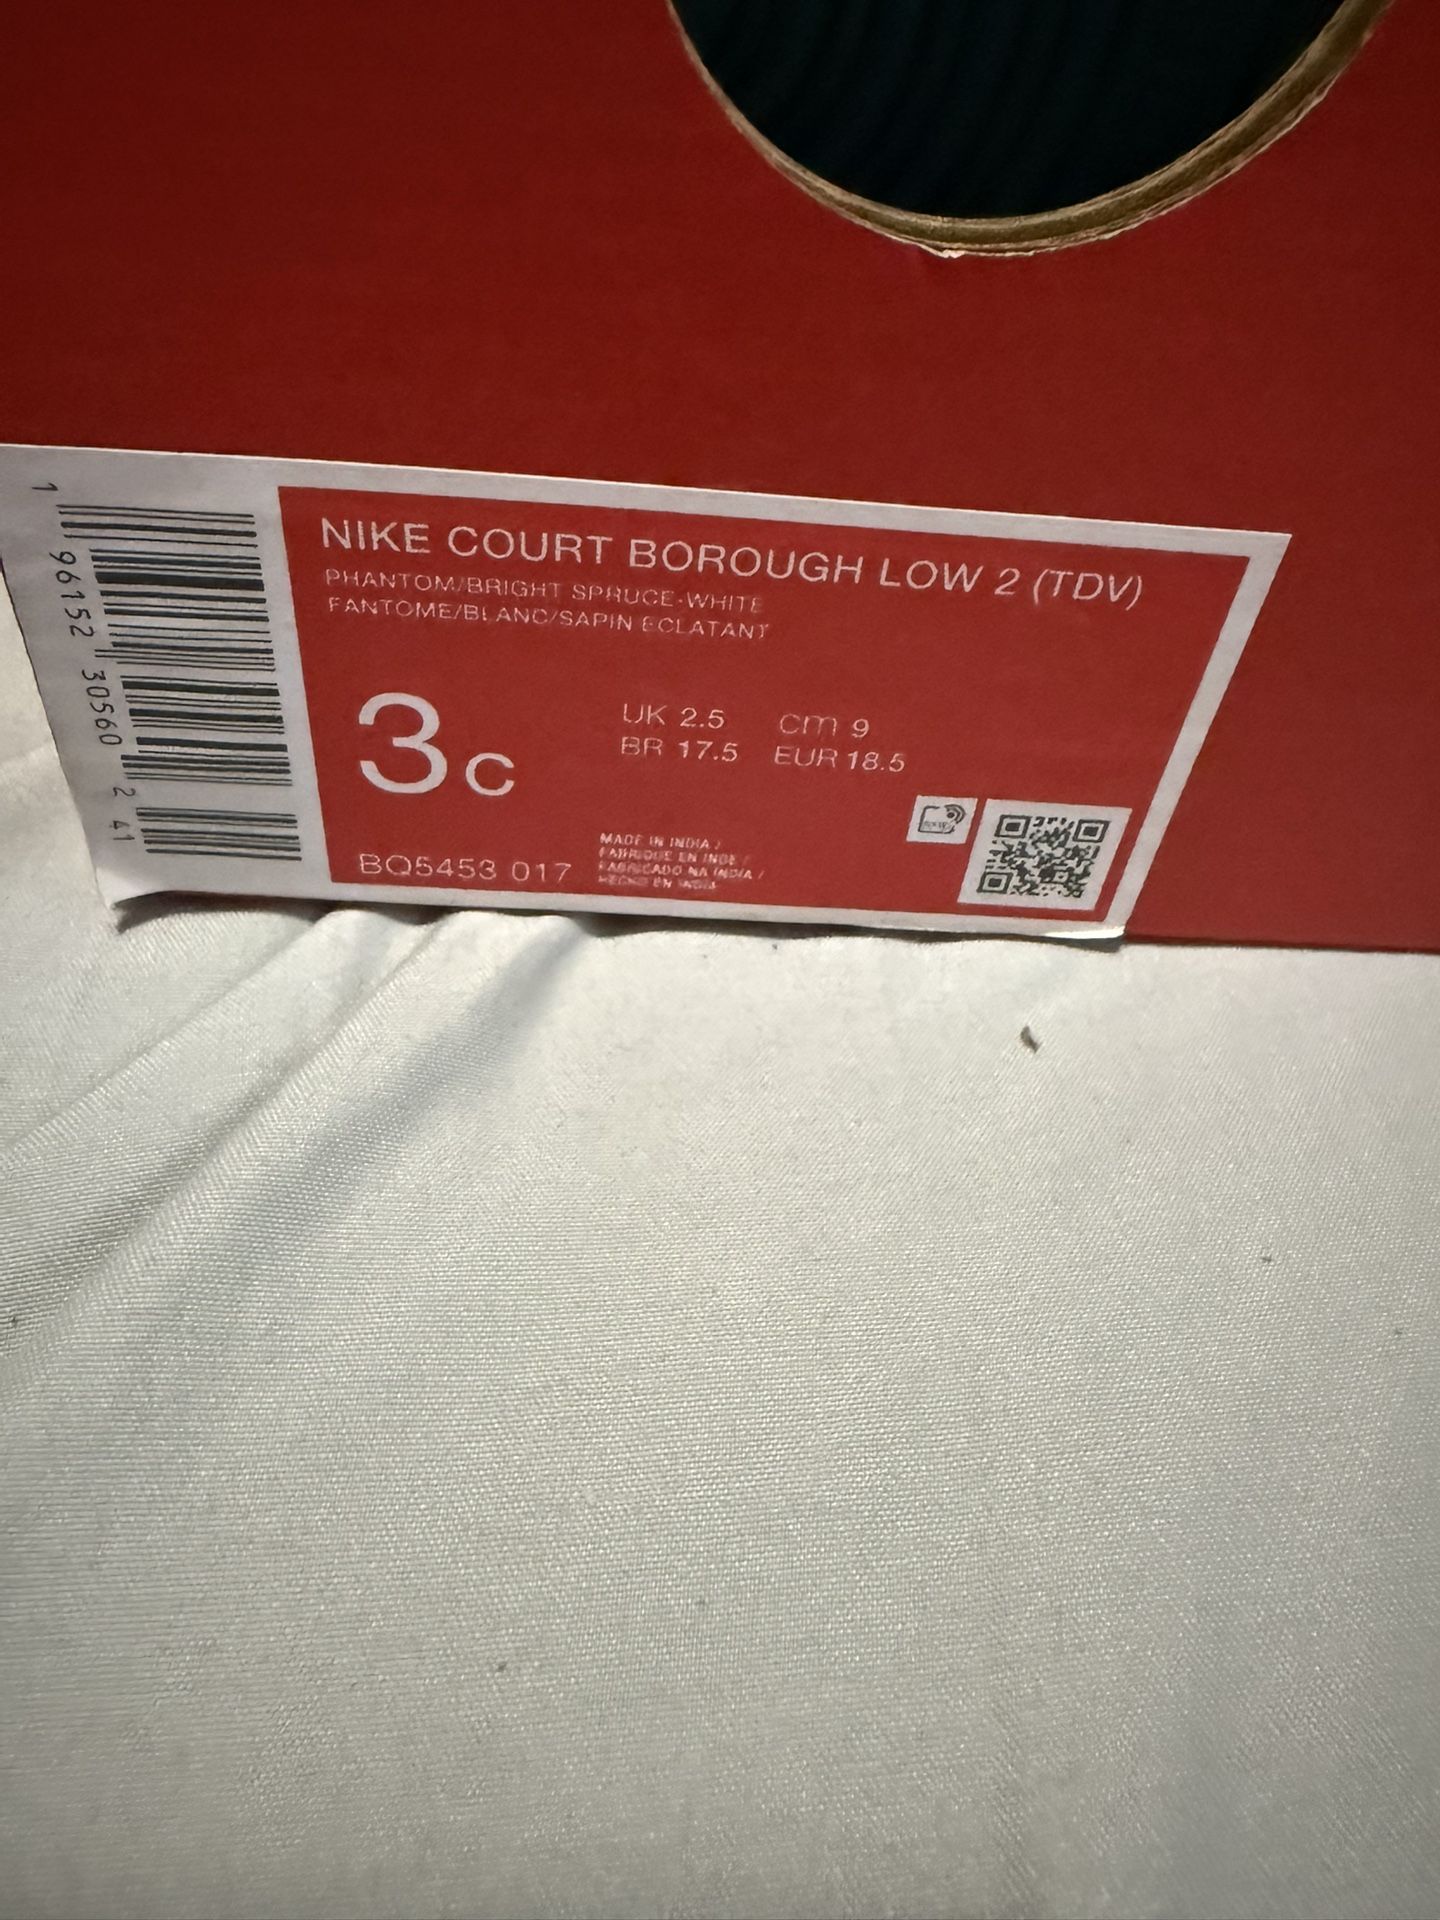 NIKE COURT BOROUGH LOW 2 (TDV)
PHANTOM/BRIGHT SPRUCE-WHITE
FANTOME/BLANC/SAPIN ECLATANT
3C
UK 2.5 cm 9
BR 17.5 EUR 18.5
BQ5453 017
MADE IN INDIA /
FABRIQUE EN INDE /
FABRICADO NA INDIA /
HECHO EN INDIA
1 96152 30560 2 41